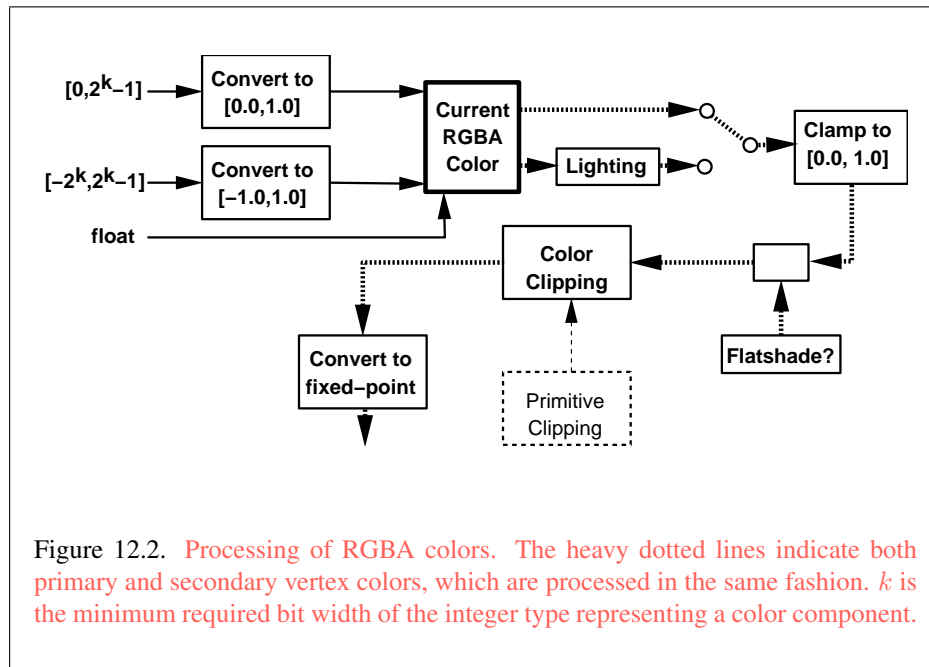 [0,2k−1]
Convert to
[0.0,1.0]
Current
RGBA
Color
Clamp to
[0.0, 1.0]
[−2k,2k−1]
Convert to
[−1.0,1.0]
Lighting
float
Color
Clipping
Flatshade?
Convert to
fixed−point
Primitive
Clipping
Figure 12.2. Processing of RGBA colors. The heavy dotted lines indicate both
primary and secondary vertex colors, which are processed in the same fashion. k is
the minimum required bit width of the integer type representing a color component.